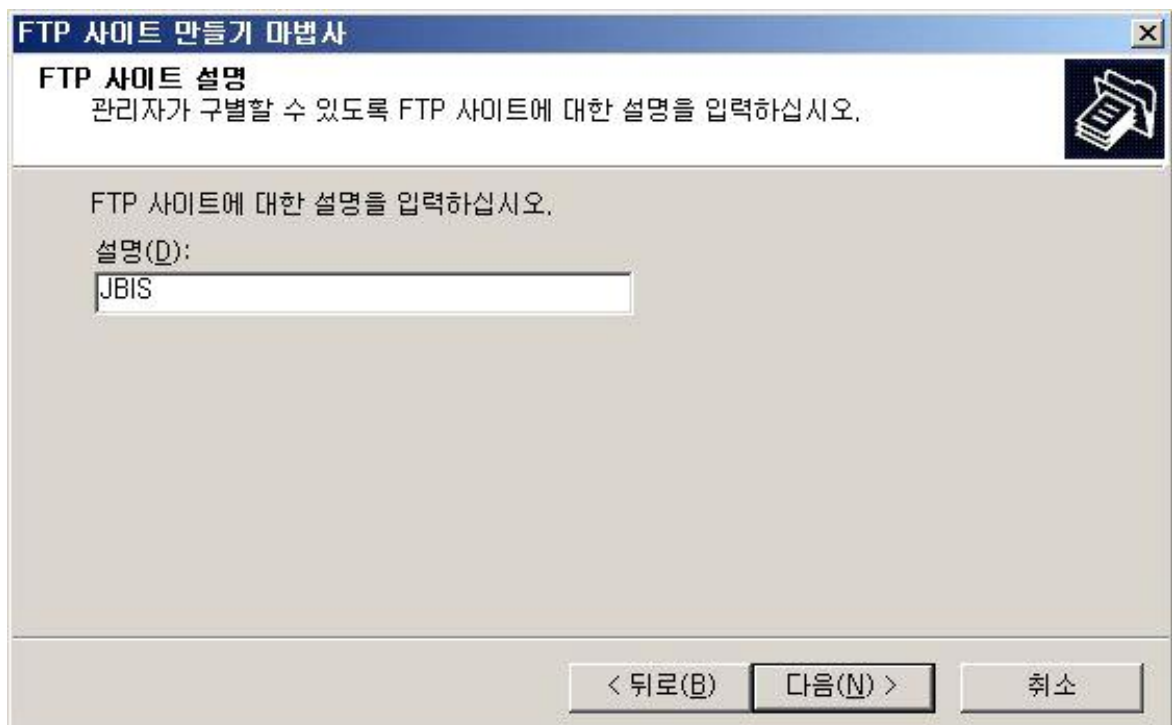 FTP 사이트 만들기 마법사
FTP 사이트 설명
관리자가 구별할 수 있도록 FTP 사이트에 대한 설명을 입력하십시오.
FTP 사이트에 대한 설명을 입력하십시오.
설명(D):
JBIS
< 뒤로(B)
다음(N) >
취소